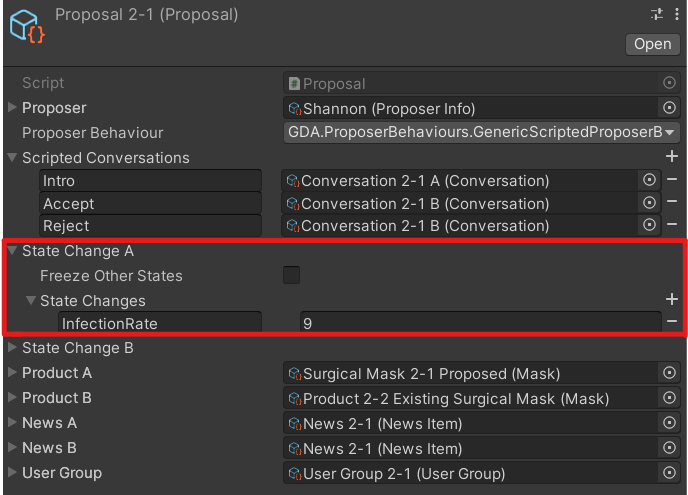 Proposal 2-1 (Proposal)
Open
Script Proposal
Proposer Shannon (Proposer Info)
Proposer Behaviour GDA.ProposerBehaviours.GenericScriptedProposerB
Scripted Conversations
Intro Conversation 2-1 A (Conversation)
Accept Conversation 2-1 B (Conversation)
Reject Conversation 2-1 B (Conversation)
State Change A
Freeze Other States
State Changes
InfectionRate 9
State Change B
Product A Surgical Mask 2-1 Proposed (Mask)
Product B Product 2-2 Existing Surgical Mask (Mask)
News A News 2-1 (News Item)
News B News 2-1 (News Item)
User Group User Group 2-1 (User Group)